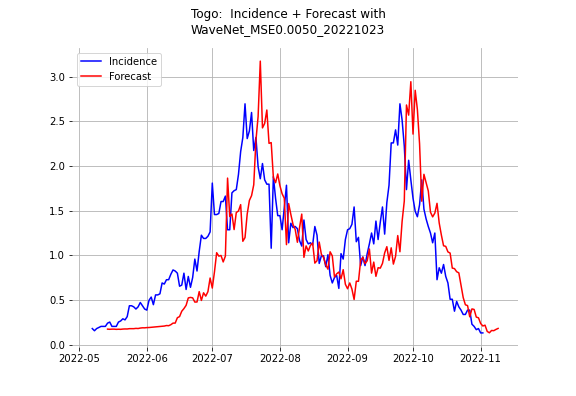 Togo:  Incidence + Forecast with
WaveNet_MSE0.0050_20221023
Incidence
Forecast
3.0
2.5
2.0
1.5
1.0
0.5
0.0
2022-05 2022-06 2022-07 2022-08 2022-09 2022-10 2022-11